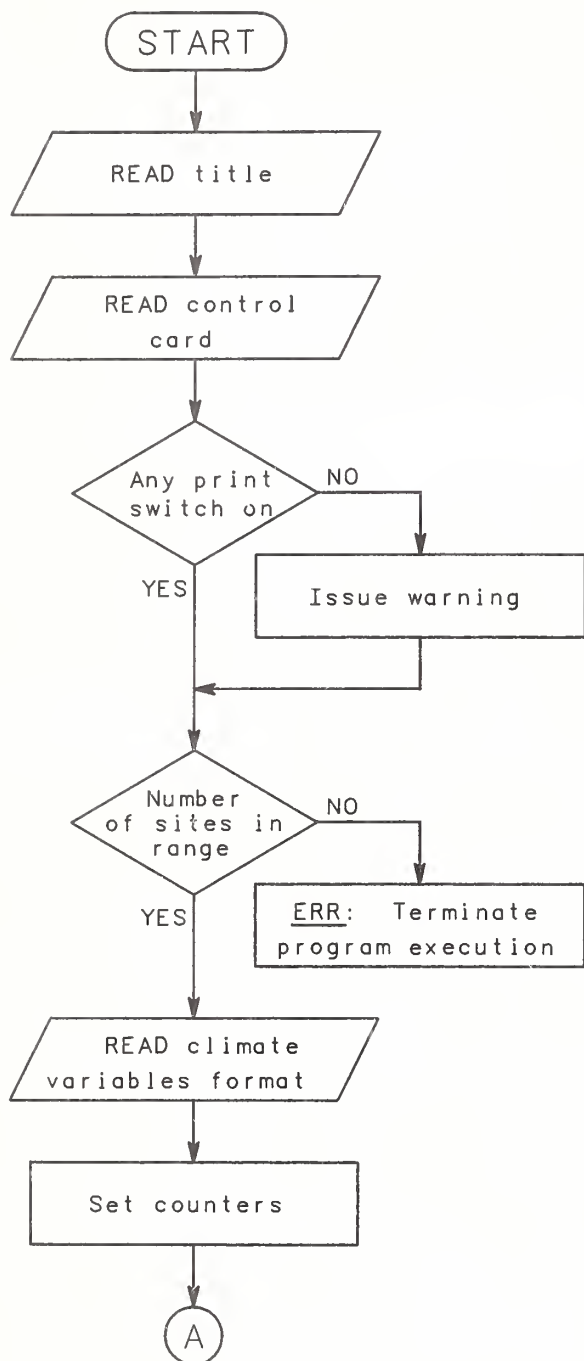 START
READ title
READ control
card
Any print
switch on
NO
YES
Issue warning
Number
of sites in
range
NO
YES
ERR: Terminate
program execution
READ climate
variables format
Set counters
A